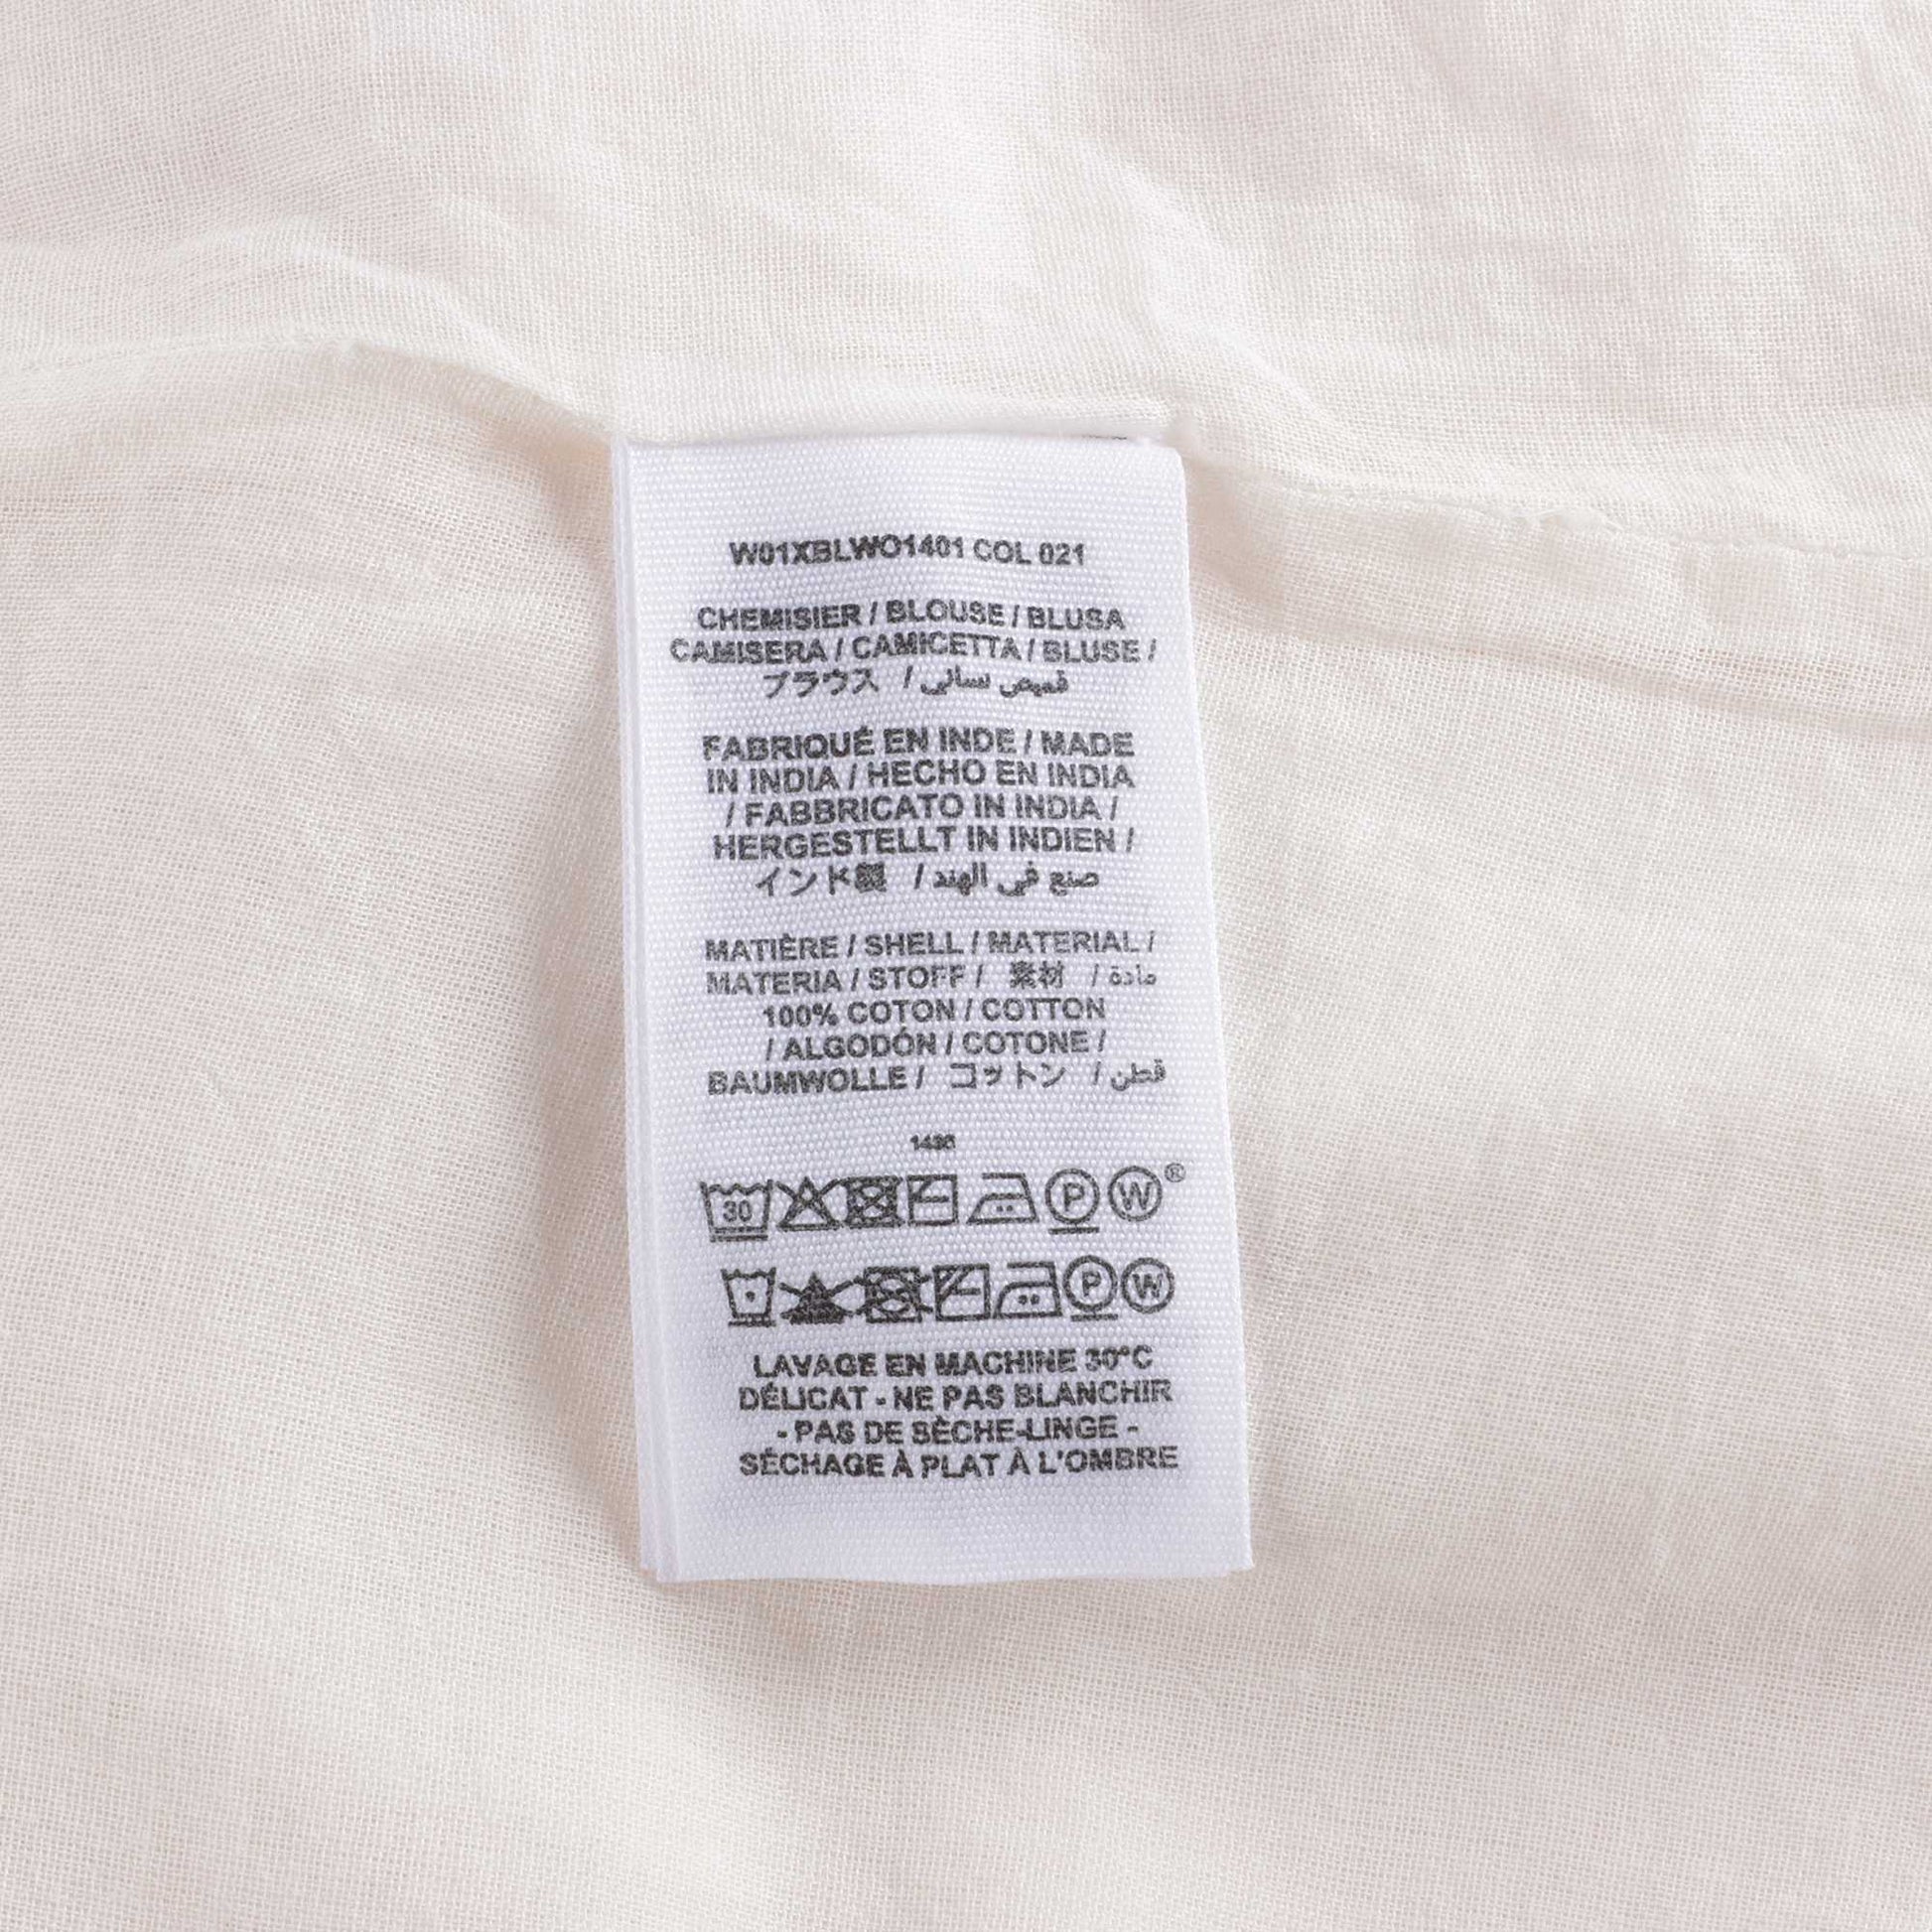 W01XBLWO1401 COL 021
CHEMISIER / BLOUSE / BLUSA
CAMISERA / CAMICETTA / BLUSE /
ブラウス / قميص نسائي
FABRIQUÉ EN INDE / MADE
IN INDIA / HECHO EN INDIA
/ FABBRICATO IN INDIA /
HERGESTELLT IN INDIEN /
インド製 / صنع في الهند
MATIÈRE / SHELL / MATERIAL /
MATERIA / STOFF / 素材 / مادة
100% COTON / COTTON
/ ALGODÓN / COTONE /
BAUMWOLLE / コットン / قطن
1436
30 P W ®
P W
LAVAGE EN MACHINE 30°C
DÉLICAT - NE PAS BLANCHIR
- PAS DE SÈCHE-LINGE -
SÉCHAGE À PLAT À L'OMBRE